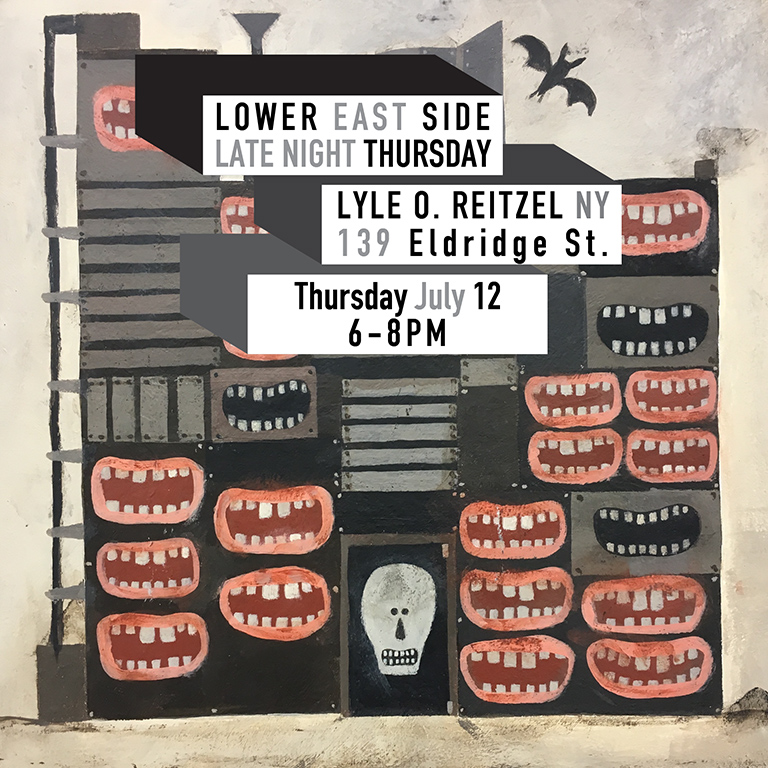 LOWER EAST SIDE
LATE NIGHT THURSDAY
LYLE O. REITZEL NY
139 Eldridge St.
Thursday July 12
6-8PM